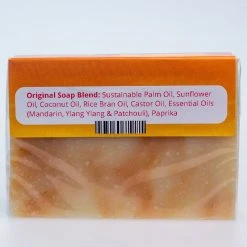 Original Soap Blend: Sustainable Palm Oil, Sunflower
Oil, Coconut Oil, Rice Bran Oil, Castor Oil, Essential Oils
(Mandarin, Ylang Ylang & Patchouli), Paprika